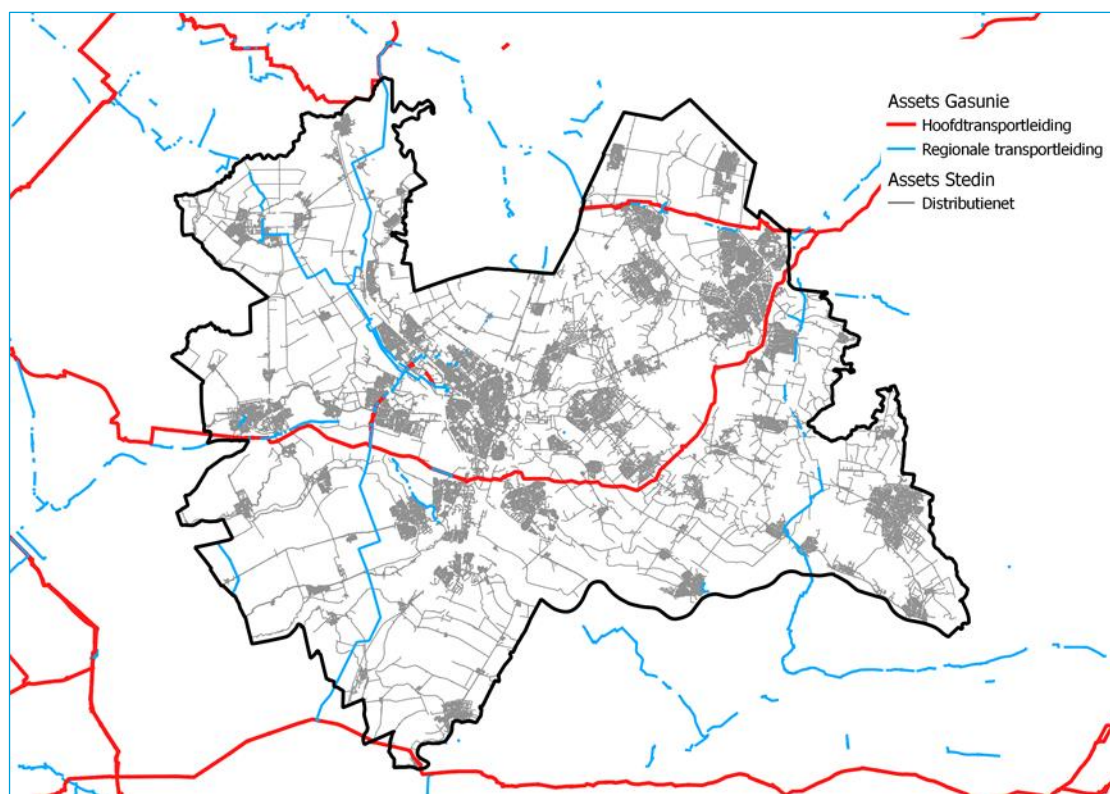 Assets Gasunie
Hoofdtransportleiding
Regionale transportleiding
Assets Stedin
Distributienet